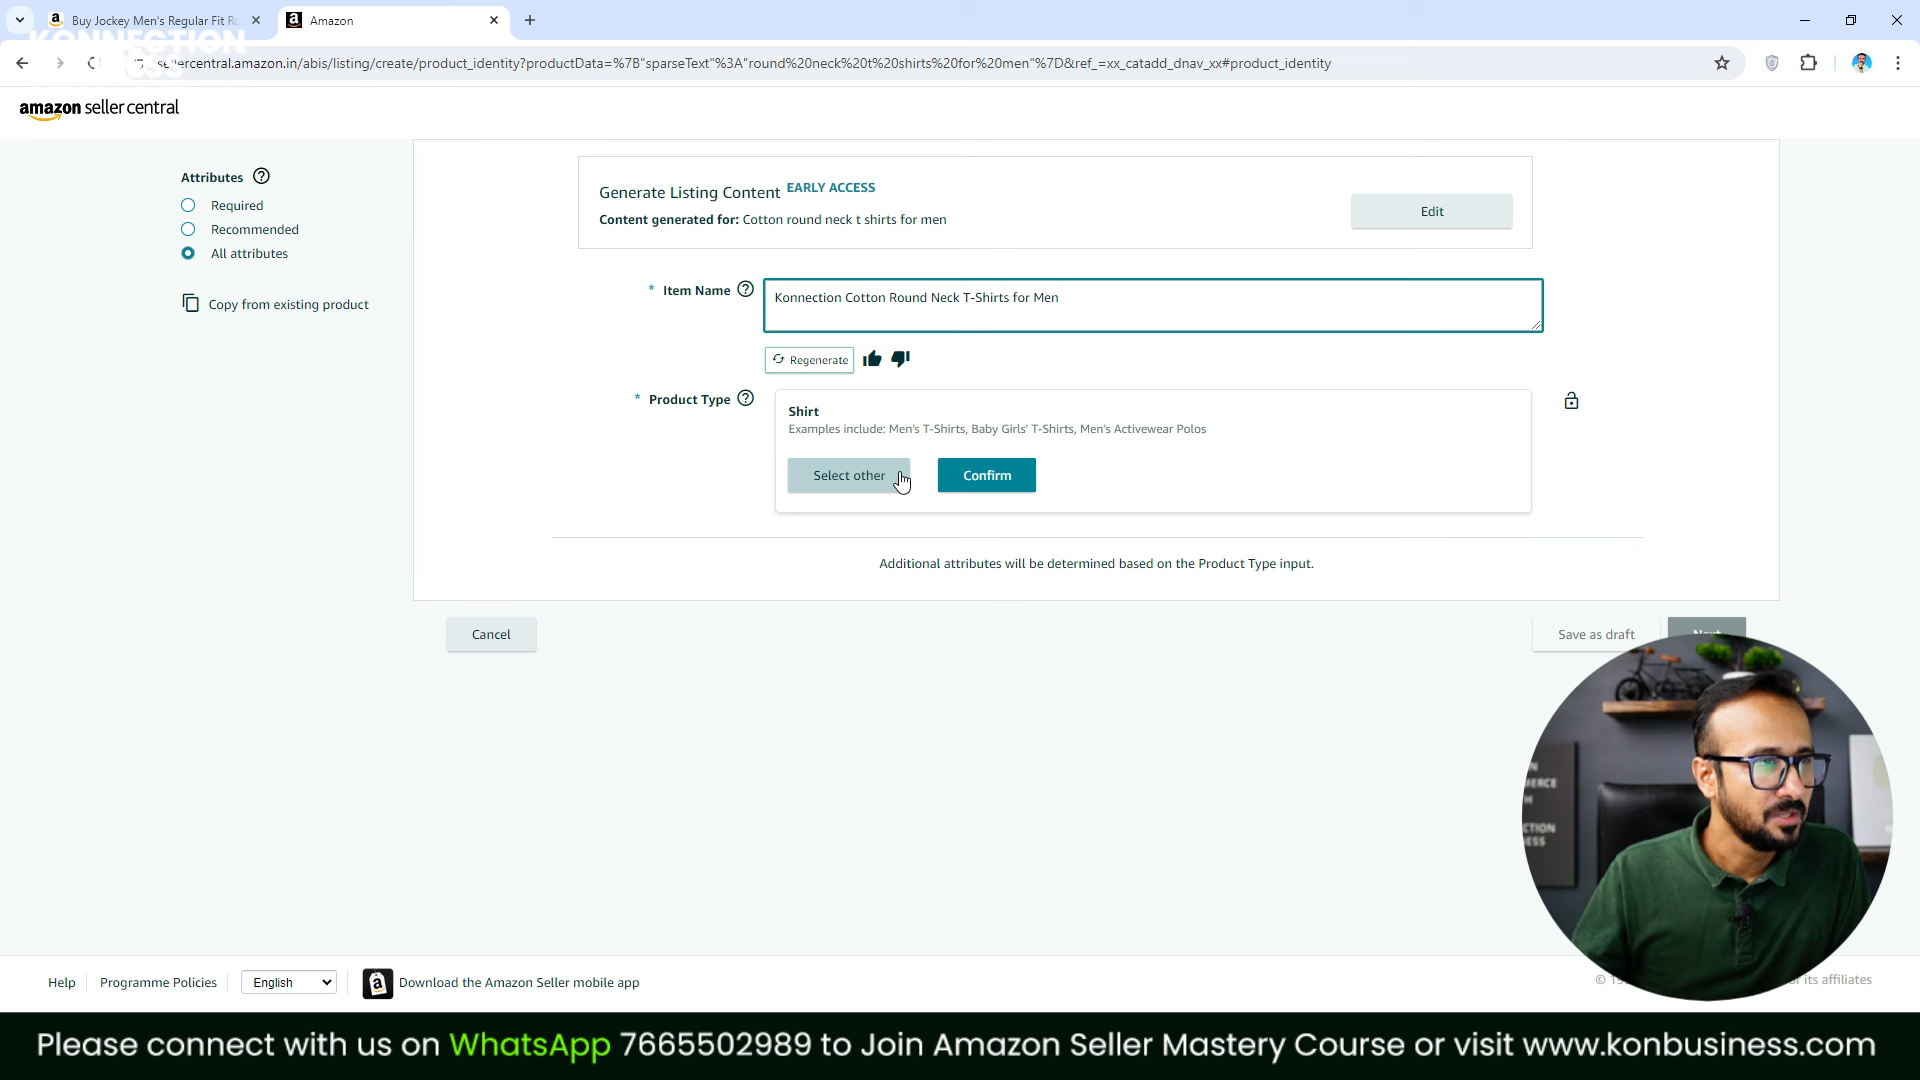 Buy Jockey Men's Regular Fit Ro
Amazon
KONNECTION
sellercentral.amazon.in/abis/listing/create/product_identity?productData=%7B"sparseText"%3A"round%20neck%20t%20shirts%20for%20men"%7D&ref_=xx_catadd_dnav_xx#product_identity
amazon seller central
Attributes
Required
Recommended
All attributes
Copy from existing product
Generate Listing Content EARLY ACCESS
Content generated for: Cotton round neck t shirts for men
Edit
* Item Name
Konnection Cotton Round Neck T-Shirts for Men
Regenerate
* Product Type
Shirt
Examples include: Men's T-Shirts, Baby Girls' T-Shirts, Men's Activewear Polos
Select other
Confirm
Additional attributes will be determined based on the Product Type input.
Cancel
Save as draft
Next
Help
Programme Policies
English
Download the Amazon Seller mobile app
its affiliates
Please connect with us on WhatsApp 7665502989 to Join Amazon Seller Mastery Course or visit www.konbusiness.com